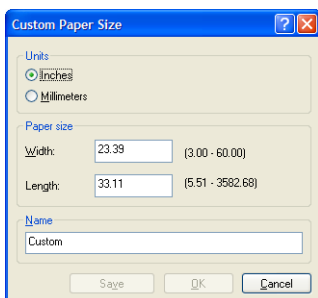 Custom Paper Size
Units
Inches
Millimeters
Paper size
Width: 23.39 (3.00 - 60.00)
Length: 33.11 (5.51 - 3582.68)
Name
Custom
Save OK Cancel